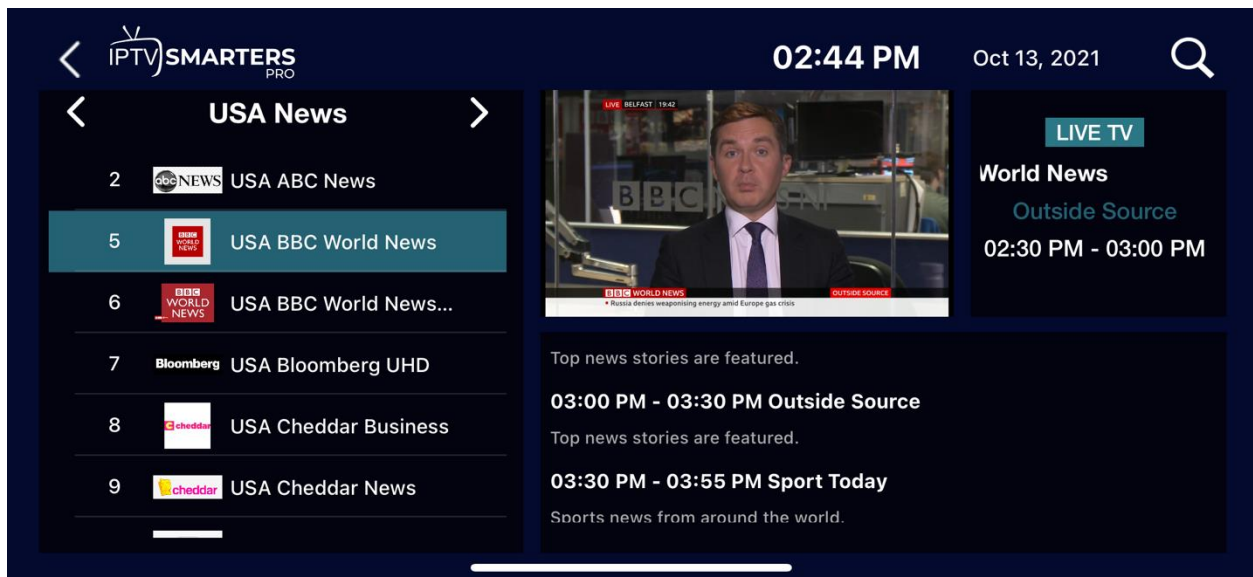 IPTV SMARTERS
PRO
02:44 PM
Oct 13, 2021
USA News
2 abc NEWS USA ABC News
5 BBC WORLD NEWS USA BBC World News
6 BBC WORLD NEWS USA BBC World News...
7 Bloomberg USA Bloomberg UHD
8 cheddar USA Cheddar Business
9 cheddar USA Cheddar News
LIVE BELFAST 19:42
BBC
BBC WORLD NEWS
OUTSIDE SOURCE
Russia denies weaponising energy amid Europe gas crisis
LIVE TV
World News
Outside Source
02:30 PM - 03:00 PM
Top news stories are featured.
03:00 PM - 03:30 PM Outside Source
Top news stories are featured.
03:30 PM - 03:55 PM Sport Today
Sports news from around the world.